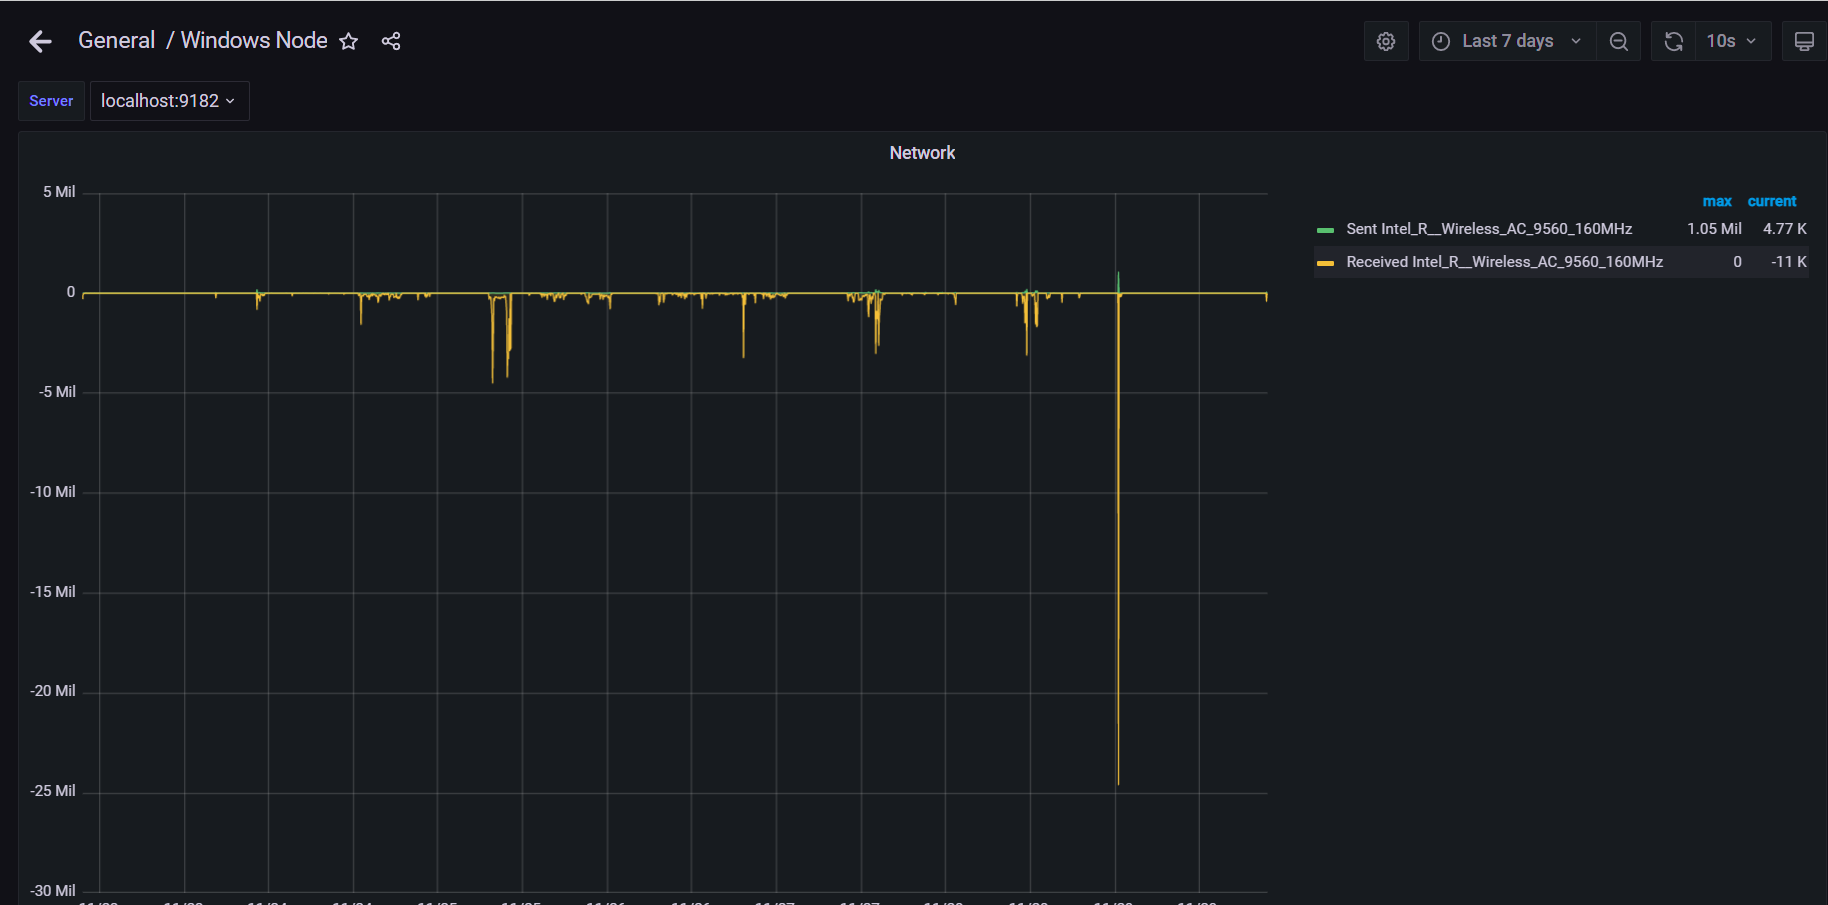 General / Windows Node
Last 7 days
10s
Server
localhost:9182
Network
5 Mil
0
-5 Mil
-10 Mil
-15 Mil
-20 Mil
-25 Mil
-30 Mil
max current
Sent Intel_R__Wireless_AC_9560_160MHz 1.05 Mil 4.77 K
Received Intel_R__Wireless_AC_9560_160MHz 0 -11 K